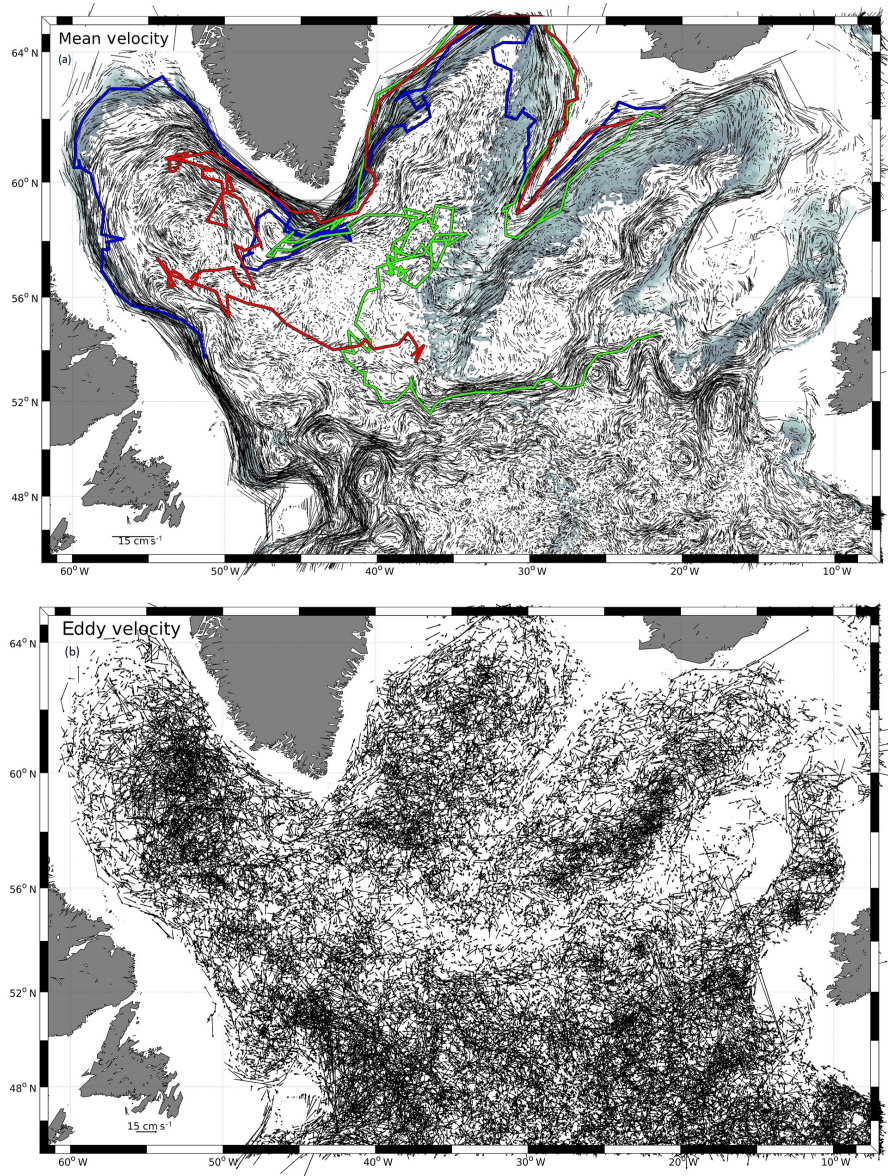 Mean velocity
(a)
64° N
60° N
56° N
52° N
48° N
15 cm s⁻¹
60°W
50°W
40°W
30°W
20°W
10°W
Eddy velocity
(b)
64° N
60° N
56° N
52° N
48° N
15 cm s⁻¹
60°W
50°W
40°W
30°W
20°W
10°W